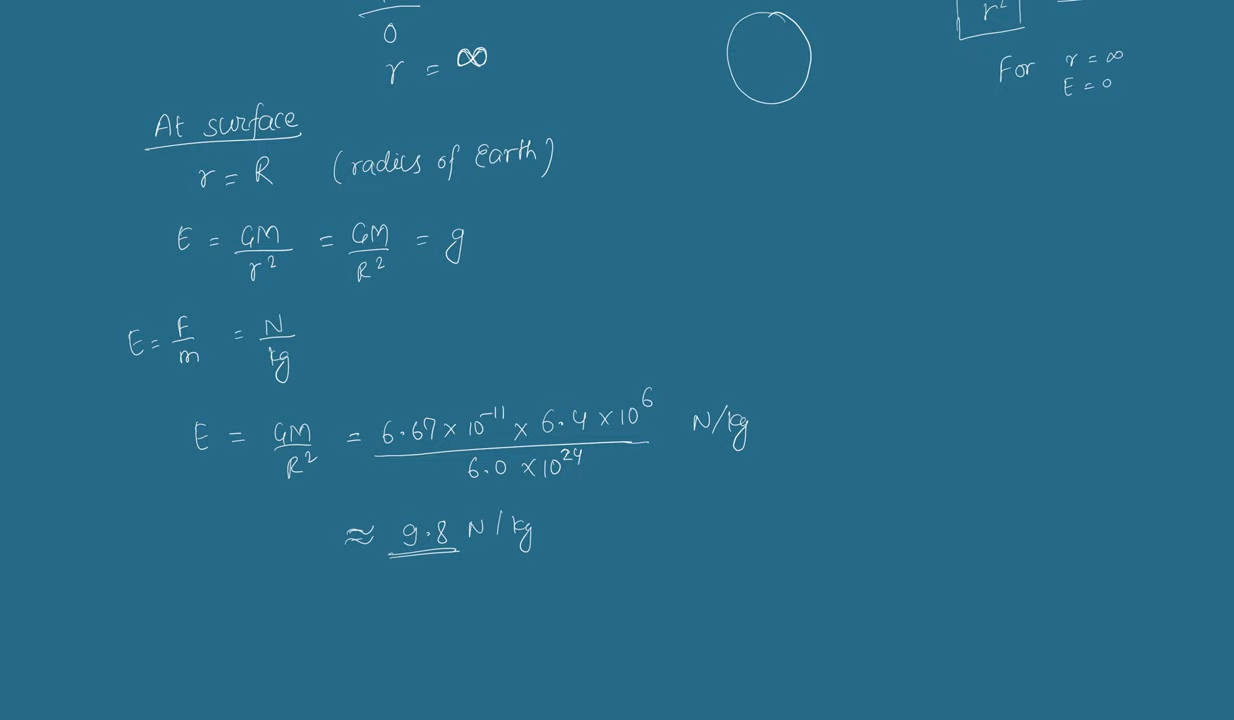 0
r = ∞
r²
For r = ∞
E = 0
At surface
r = R (radius of Earth)
E = GM/r² = GM/R² = g
E = F/m = N/kg
E = GM/R² = 6.67 × 10⁻¹¹ × 6.4 × 10⁶ / 6.0 × 10²⁴ N/kg
≈ 9.8 N/kg